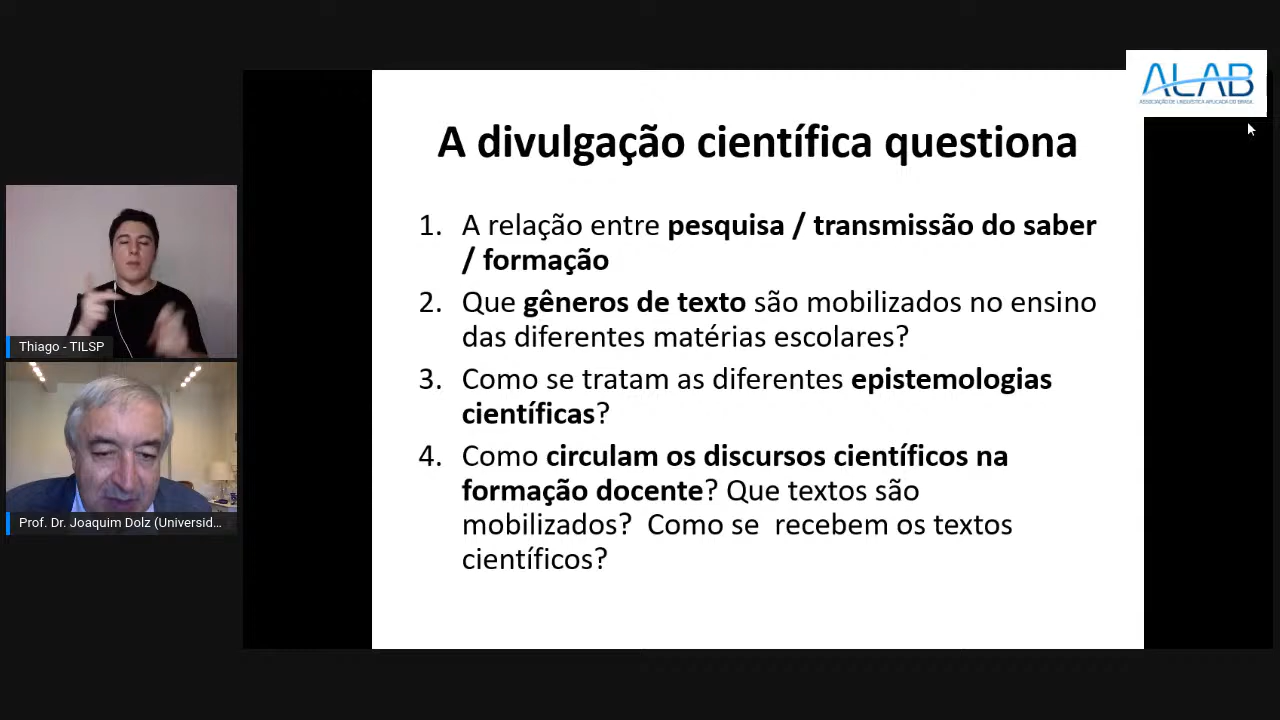 ALAB
ASSOCIAÇÃO DE LINGUÍSTICA APLICADA DO BRASIL
A divulgação científica questiona
1. A relação entre pesquisa / transmissão do saber
/ formação
2. Que gêneros de texto são mobilizados no ensino
das diferentes matérias escolares?
3. Como se tratam as diferentes epistemologias
científicas?
4. Como circulam os discursos científicos na
formação docente? Que textos são
mobilizados?  Como se  recebem os textos
científicos?
Thiago - TILSP
Prof. Dr. Joaquim Dolz (Universid...